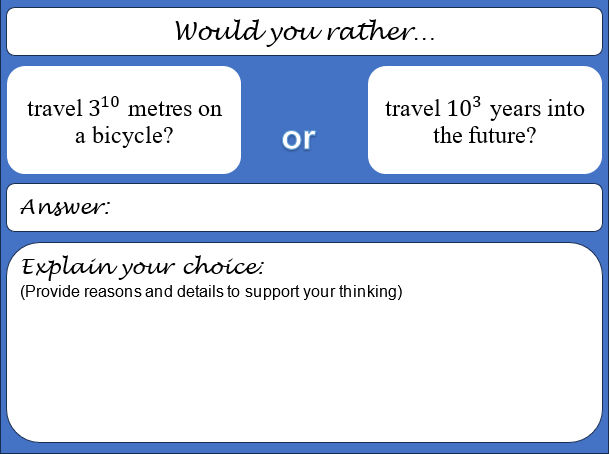 Would you rather...
travel 3¹⁰ metres on
a bicycle?
or
travel 10³ years into
the future?
Answer:
Explain your choice:
(Provide reasons and details to support your thinking)